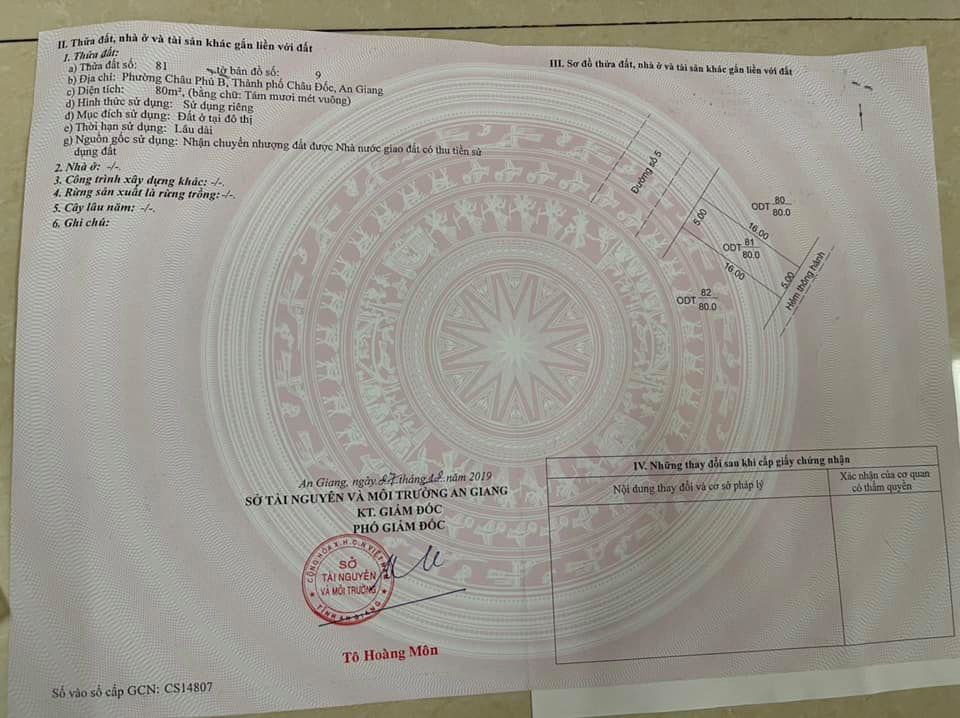 II. Thửa đất, nhà ở và tài sản khác gắn liền với đất
1. Thửa đất:
a) Thửa đất số: 81 tờ bản đồ số: 9
b) Địa chỉ: Phường Châu Phú B, Thành phố Châu Đốc, An Giang
c) Diện tích: 80m², (bằng chữ: Tám mươi mét vuông)
d) Hình thức sử dụng: Sử dụng riêng
đ) Mục đích sử dụng: Đất ở tại đô thị
e) Thời hạn sử dụng: Lâu dài
g) Nguồn gốc sử dụng: Nhận chuyển nhượng đất được Nhà nước giao đất có thu tiền sử
dụng đất
2. Nhà ở: -/-.
3. Công trình xây dựng khác: -/-.
4. Rừng sản xuất là rừng trồng: -/-.
5. Cây lâu năm: -/-.
6. Ghi chú:
An Giang, ngày 27 tháng 12 năm 2019
SỞ TÀI NGUYÊN VÀ MÔI TRƯỜNG AN GIANG
KT. GIÁM ĐỐC
PHÓ GIÁM ĐỐC
CỘNG HÒA X.H.C.N VIỆT NAM
SỞ
TÀI NGUYÊN
VÀ MÔI TRƯỜNG
TỈNH AN GIANG
Tô Hoàng Môn
Số vào sổ cấp GCN: CS14807
III. Sơ đồ thửa đất, nhà ở và tài sản khác gắn liền với đất
Đường số 5
ODT 80
80.0
5.00
16.00
ODT 81
80.0
16.00
5.00
Hẻm thông hành
ODT 82
80.0
IV. Những thay đổi sau khi cấp giấy chứng nhận
Nội dung thay đổi và cơ sở pháp lý
Xác nhận của cơ quan
có thẩm quyền